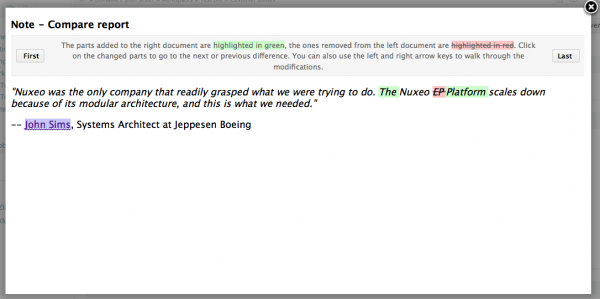 Note - Compare report
The parts added to the right document are highlighted in green, the ones removed from the left document are highlighted in red. Click
First
on the changed parts to go to the next or previous difference. You can also use the left and right arrow keys to walk through the
Last
modifications.
"Nuxeo was the only company that readily grasped what we were trying to do. The Nuxeo EP Platform scales down
because of its modular architecture, and this is what we needed."
-- John Sims, Systems Architect at Jeppesen Boeing